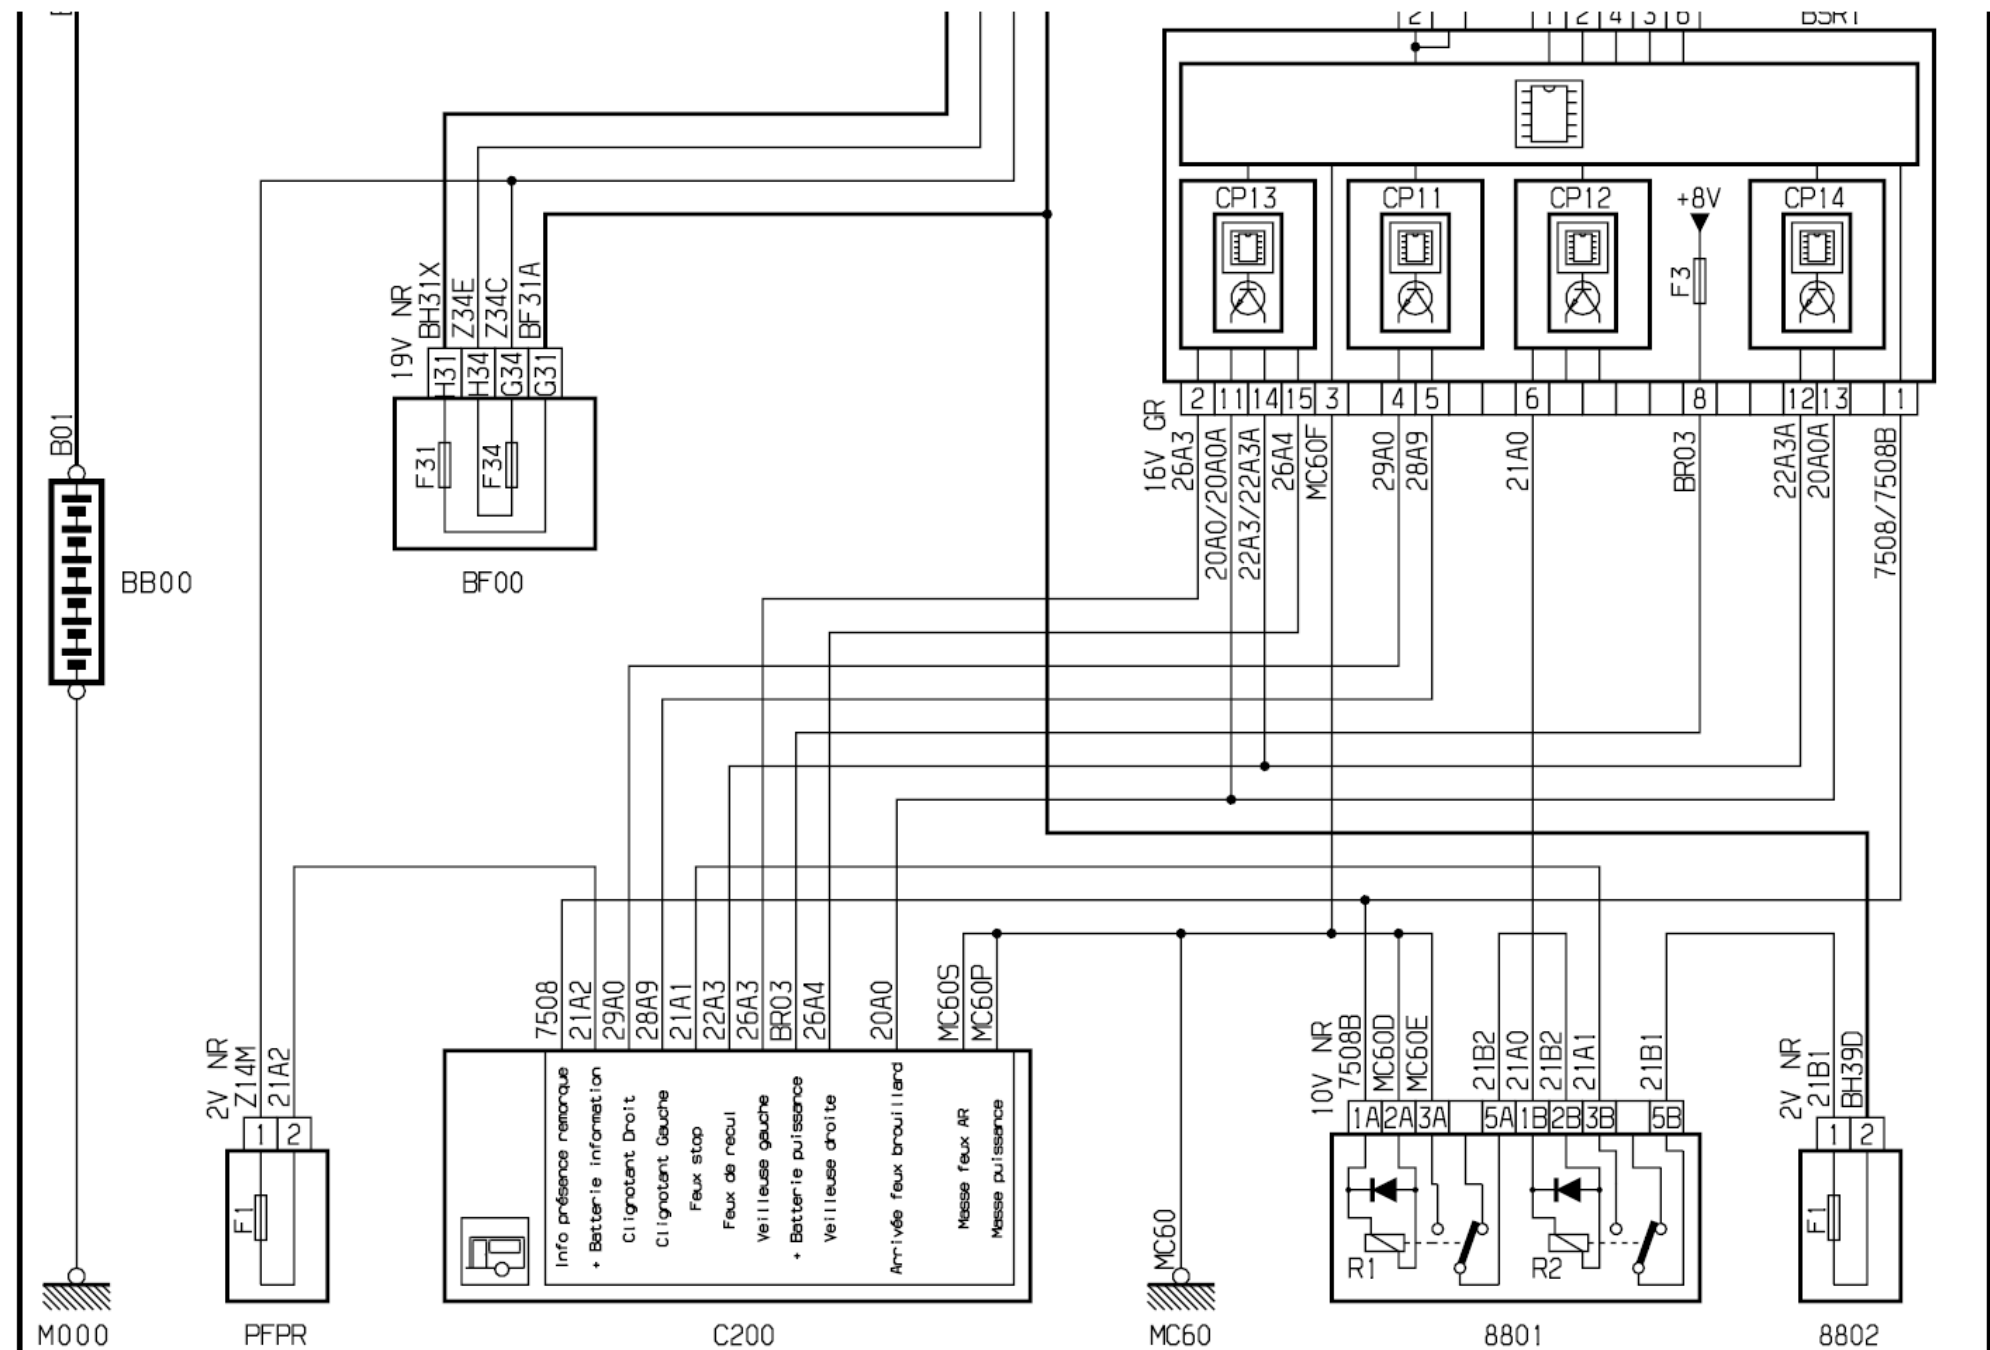 2 1 2 4 3 6 BSR1
CP13 CP11 CP12 +8V CP14
F3
19V NR
BH31X
Z34E
Z34C
BF31A
H31 H34 G34 G31
F31 F34
BF00
B01
BB00
2 11 14 15 3 4 5 6 8 12 13 1
16V GR
26A3
20A0/20A0A
22A3/22A3A
26A4
MC60F
29A0
28A9
21A0
BR03
22A3A
20A0A
7508/7508B
2V NR
Z14M
21A2
1 2
F1
7508
21A2
29A0
28A9
21A1
22A3
26A3
BR03
26A4
20A0
MC60S
MC60P
Info présence remorque
+ Batterie information
Clignotant Droit
Clignotant Gauche
Feux stop
Feux de recul
Veilleuse gauche
+ Batterie puissance
Veilleuse droite
Arrivée feux brouillard
Masse feux AR
Masse puissance
MC60
10V NR
7508B
MC60D
MC60E
21B2
21A0
21B2
21A1
21B1
1A 2A 3A 5A 1B 2B 3B 5B
R1 R2
2V NR
21B1
BH39D
1 2
F1
M000 PFPR C200 MC60 8801 8802